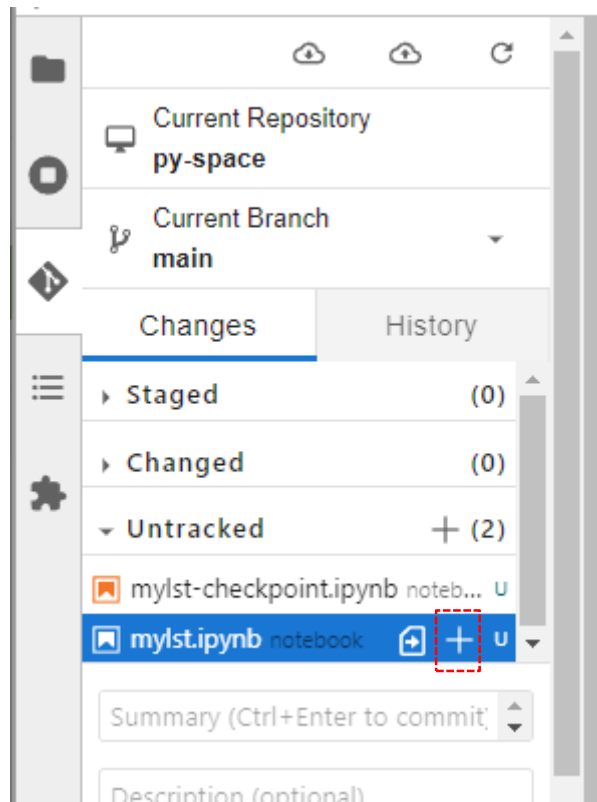 Current Repository
py-space
Current Branch
main
Changes History
Staged (0)
Changed (0)
Untracked (2)
mylst-checkpoint.ipynb noteb... U
mylst.ipynb notebook U
Summary (Ctrl+Enter to commit)
Description (optional)